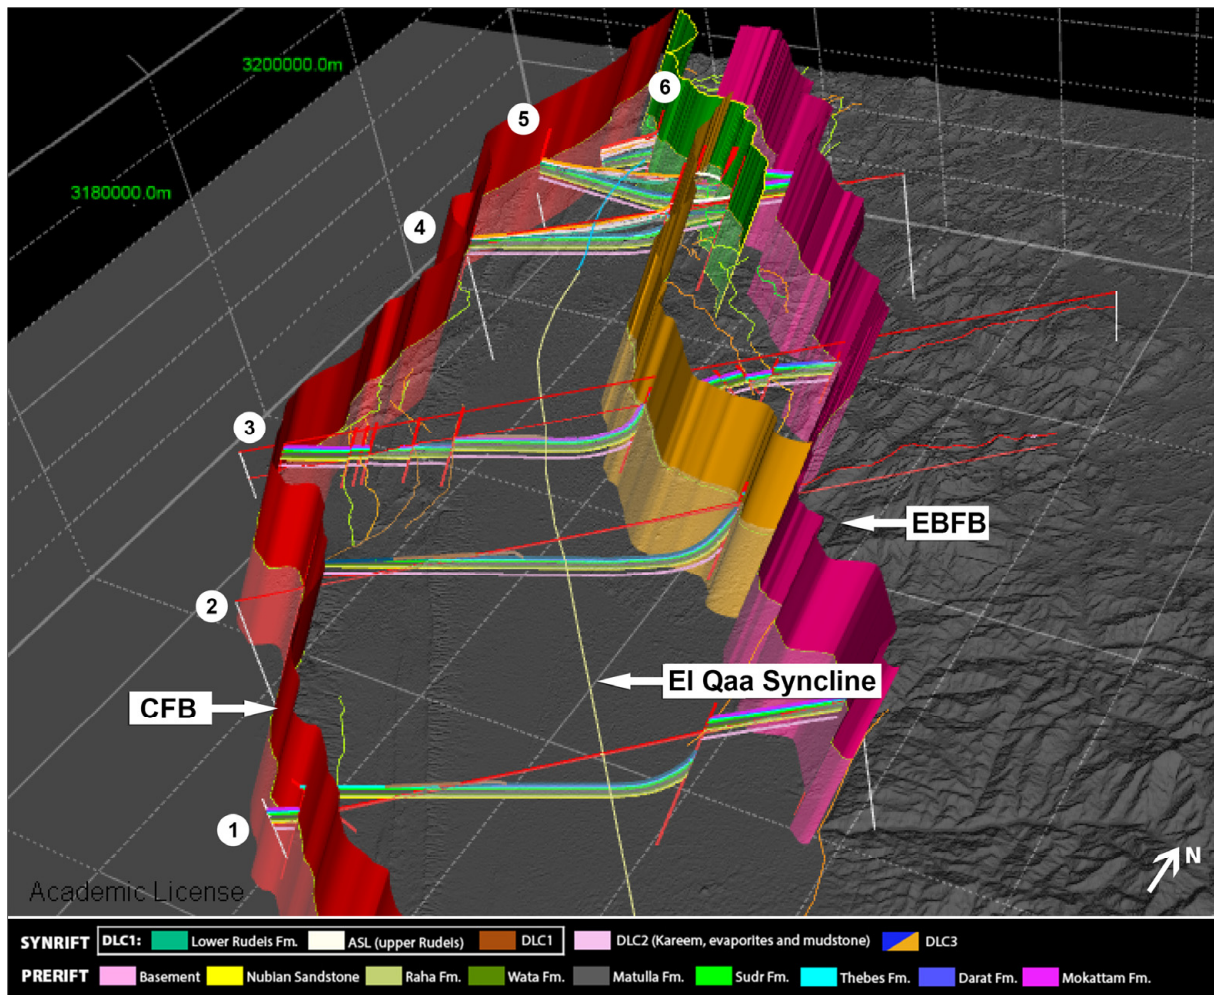 3200000.0m
3180000.0m
6
5
4
3
EBFB
2
El Qaa Syncline
CFB
1
N
Academic License
SYNRIFT DLC1: Lower Rudeis Fm. ASL (upper Rudeis) DLC1 DLC2 (Kareem, evaporites and mudstone) DLC3
PRERIFT Basement Nubian Sandstone Raha Fm. Wata Fm. Matulla Fm. Sudr Fm. Thebes Fm. Darat Fm. Mokattam Fm.